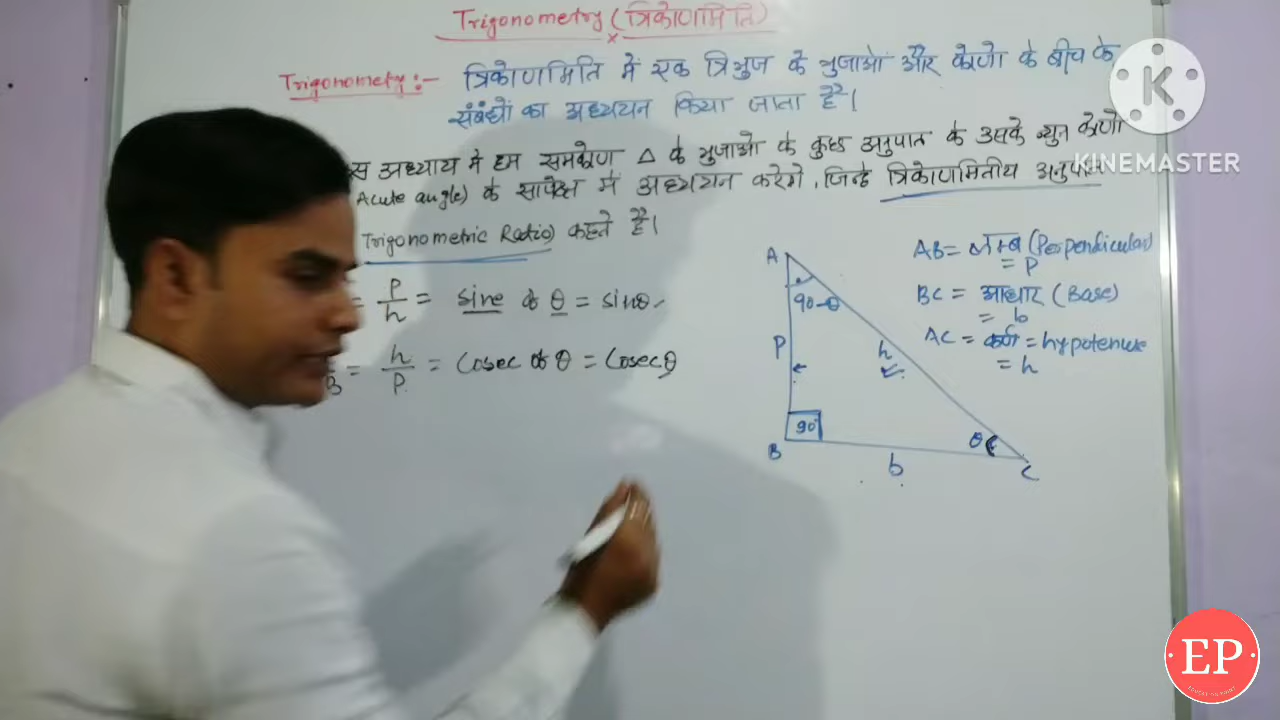 Trigonometry (त्रिकोणमिति)
Trigonometry:- त्रिकोणमिति में एक त्रिभुज के भुजाओं और कोणों के बीच के
संबंधों का अध्ययन किया जाता है।
अध्याय में हम समकोण Δ के भुजाओं के कुछ अनुपात के उसके न्युन कोणों
Acute angle) के सापेक्ष में अध्ययन करेंगे, जिन्हें त्रिकोणमितीय
Trigonometric Ratio) कहते हैं।
= P/h = sine of θ = sinθ
B = h/P = Cosec of θ = Cosecθ
A
90-θ
P
h
90°
B
b
θ
C
AB = लम्ब (Perpendicular)
= P
BC = आधार (Base)
= b
AC = कर्ण = hypotenuse
= h
K
KINEMASTER
EP